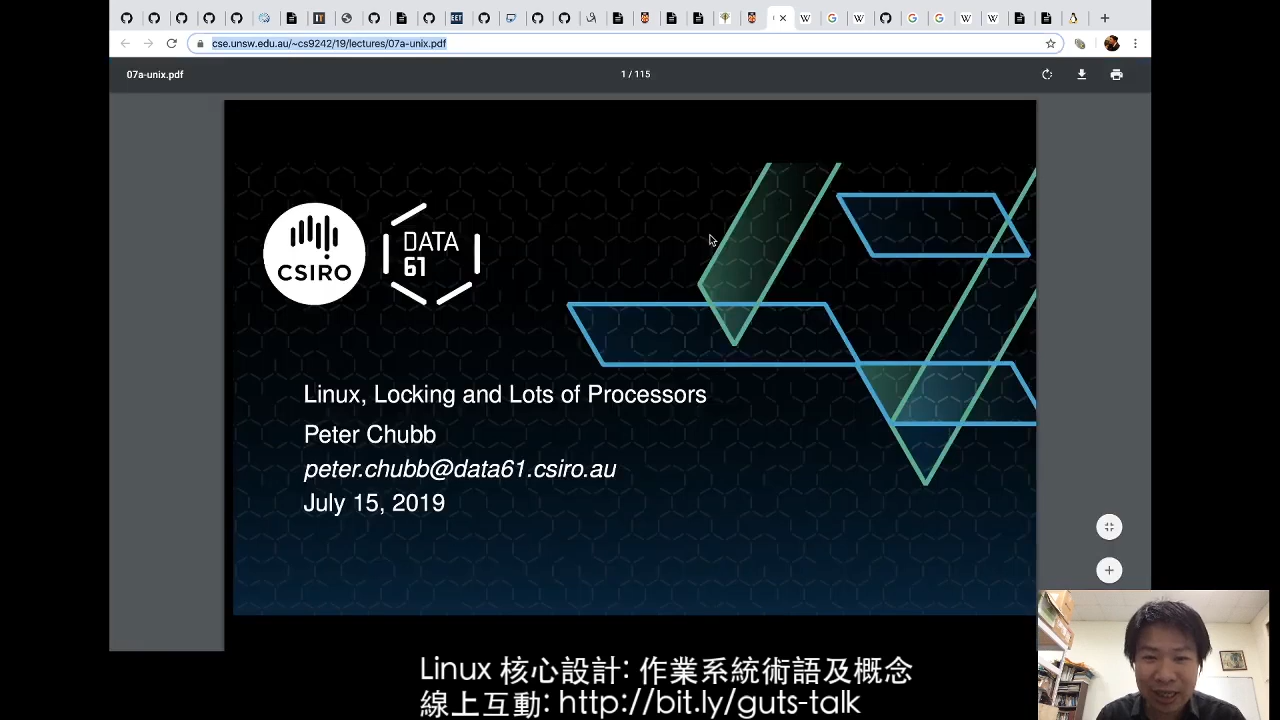 cse.unsw.edu.au/~cs9242/19/lectures/07a-unix.pdf
07a-unix.pdf
1 / 115
CSIRO
DATA
61
Linux, Locking and Lots of Processors
Peter Chubb
peter.chubb@data61.csiro.au
July 15, 2019
Linux 核心設計: 作業系統術語及概念
線上互動: http://bit.ly/guts-talk